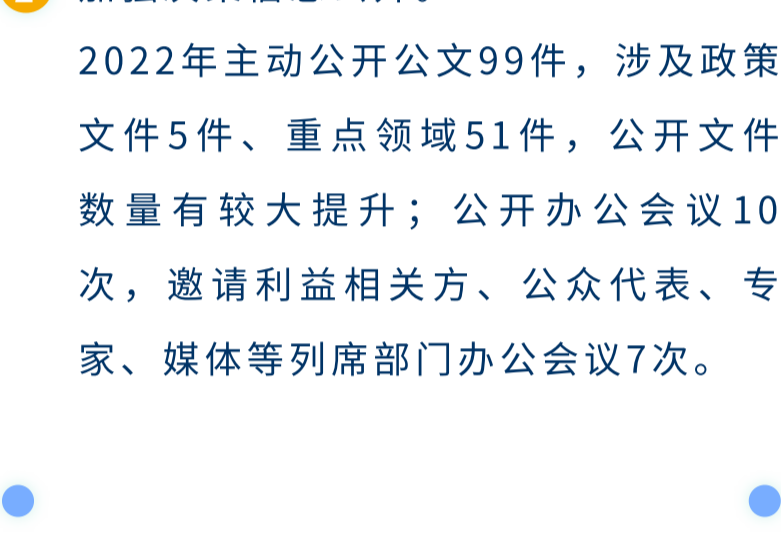 2022年主动公开公文99件，涉及政策
文件5件、重点领域51件，公开文件
数量有较大提升；公开办公会议10
次，邀请利益相关方、公众代表、专
家、媒体等列席部门办公会议7次。